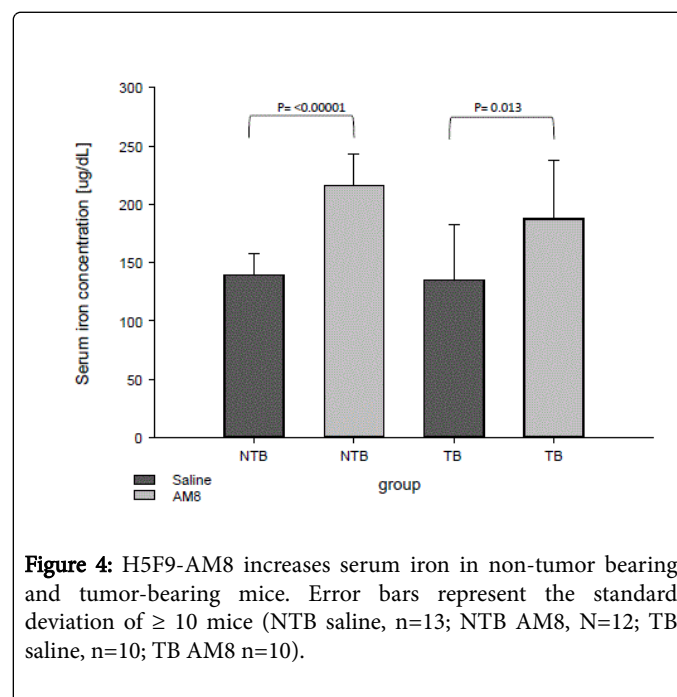 P= <0.00001
P= 0.013
300
250
200
150
100
50
0
Serum iron concentration [ug/dL]
NTB
NTB
TB
TB
group
Saline
AM8
Figure 4: H5F9-AM8 increases serum iron in non-tumor bearing
and tumor-bearing mice. Error bars represent the standard
deviation of ≥ 10 mice (NTB saline, n=13; NTB AM8, N=12; TB
saline, n=10; TB AM8 n=10).